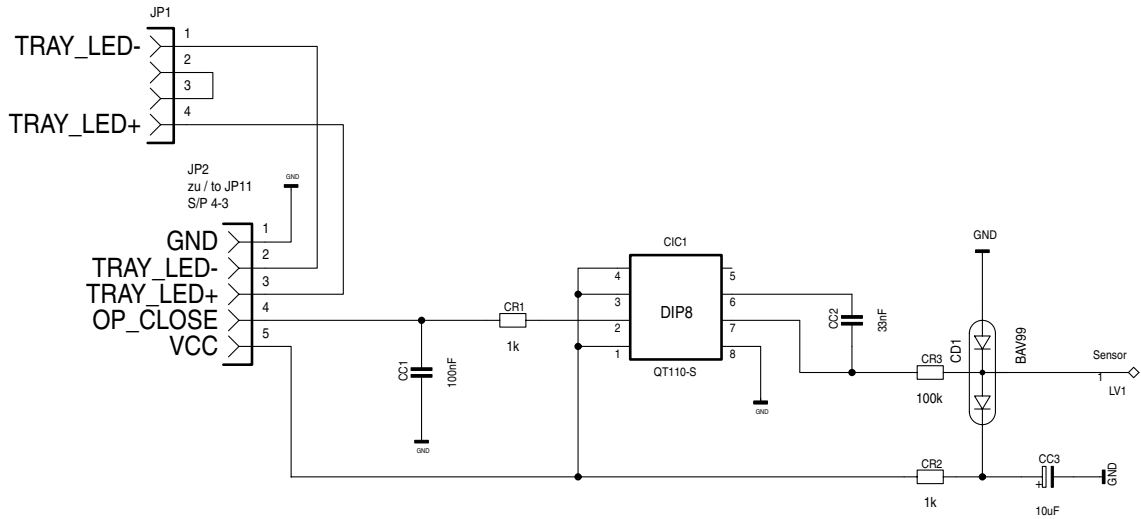 JP1
TRAY_LED-
1
2
3
TRAY_LED+
4
JP2
zu / to JP11
S/P 4-3
GND
GND
1
TRAY_LED-
2
TRAY_LED+
3
OP_CLOSE
4
VCC
5
CC1
100nF
GND
CR1
1k
CIC1
4
3
2
1
DIP8
5
6
7
8
QT110-S
GND
CC2
33nF
CR3
100k
GND
CD1
BAV99
Sensor
1
LV1
CR2
1k
CC3
+
10uF
GND